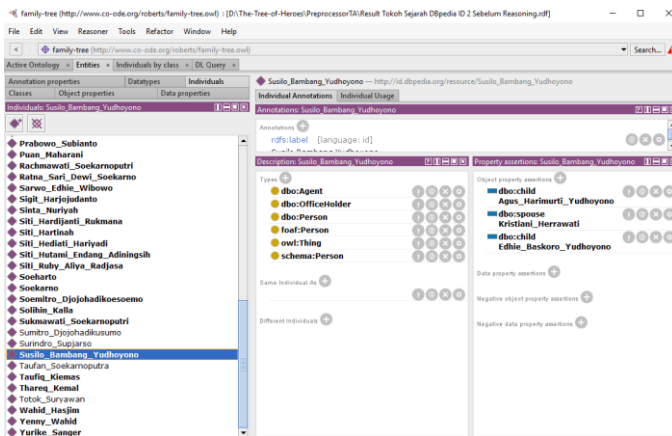 family-tree (http://www.co-ode.org/roberts/family-tree.owl) : [D:\The-Tree-of-Heroes\PreprocessorTA\Result Tokoh Sejarah DBpedia ID 2 Sebelum Reasoning.rdf]
File Edit View Reasoner Tools Refactor Window Help
< > family-tree (http://www.co-ode.org/roberts/family-tree.owl) Search...
Active Ontology × Entities × Individuals by class × DL Query ×
Annotation properties Datatypes Individuals
Classes Object properties Data properties
Individuals: Susilo_Bambang_Yudhoyono
Prabowo_Subianto
Puan_Maharani
Rachmawati_Soekarnoputri
Ratna_Sari_Dewi_Soekarno
Sarwo_Edhie_Wibowo
Sigit_Harjojudanto
Sinta_Nuriyah
Siti_Hardijanti_Rukmana
Siti_Hartinah
Siti_Hediati_Hariyadi
Siti_Hutami_Endang_Adiningsih
Siti_Ruby_Aliya_Radjasa
Soeharto
Soekarno
Soemitro_Djojohadikoesoemo
Solihin_Kalla
Sukmawati_Soekarnoputri
Sumitro_Djojohadikusumo
Surindro_Supjarso
Susilo_Bambang_Yudhoyono
Taufan_Soekarnoputra
Taufiq_Kiemas
Thareq_Kemal
Totok_Suryawan
Wahid_Hasjim
Yenny_Wahid
Yurike_Sanger
Susilo_Bambang_Yudhoyono — http://id.dbpedia.org/resource/Susilo_Bambang_Yudhoyono
Individual Annotations Individual Usage
Annotations: Susilo_Bambang_Yudhoyono
Annotations
rdfs:label [language: id]
Susilo Bambang Yudhoyono
Description: Susilo_Bambang_Yudhoyono
Types
dbo:Agent
dbo:OfficeHolder
dbo:Person
foaf:Person
owl:Thing
schema:Person
Same Individual As
Different Individuals
Property assertions: Susilo_Bambang_Yudhoyono
Object property assertions
dbo:child
Agus_Harimurti_Yudhoyono
dbo:spouse
Kristiani_Herrawati
dbo:child
Edhie_Baskoro_Yudhoyono
Data property assertions
Negative object property assertions
Negative data property assertions